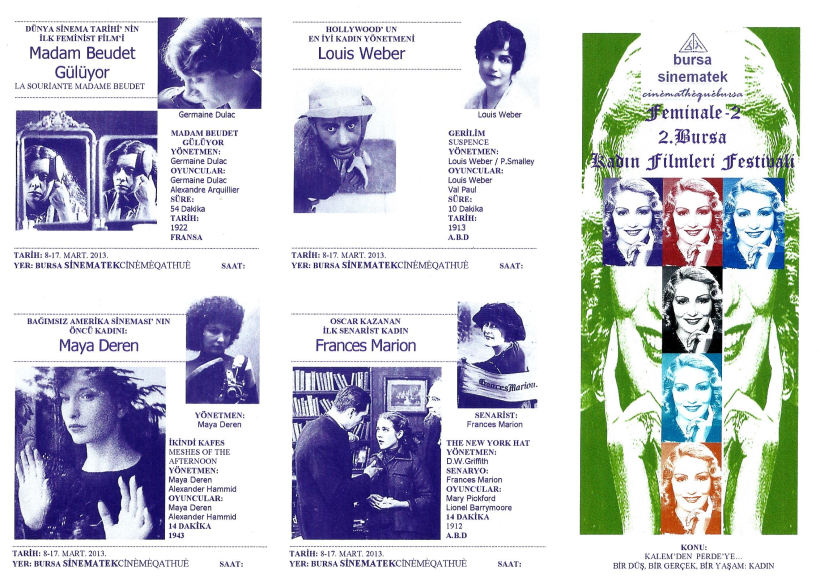 DÜNYA SİNEMA TARİHİ' NİN
İLK FEMİNİST FİLM'İ
Madam Beudet
Gülüyor
LA SOURİANTE MADAME BEUDET
Germaine Dulac
MADAM BEUDET
GÜLÜYOR
YÖNETMEN:
Germaine Dulac
OYUNCULAR:
Germaine Dulac
Alexandre Arquillier
SÜRE:
54 Dakika
TARİH:
1922
FRANSA
TARİH: 8-17. MART. 2013.
YER: BURSA SİNEMATEKCİNÈMÈQATHUÈ SAAT:
HOLLYWOOD' UN
EN İYİ KADIN YÖNETMENİ
Louis Weber
Louis Weber
GERİLİM
SUSPENCE
YÖNETMEN:
Louis Weber / P.Smalley
OYUNCULAR:
Louis Weber
Val Paul
SÜRE:
10 Dakika
TARİH:
1913
A.B.D
TARİH: 8-17. MART. 2013.
YER: BURSA SİNEMATEKCİNÈMÈQATHUÈ SAAT:
BAĞIMSIZ AMERİKA SİNEMASI' NIN
ÖNCÜ KADINI:
Maya Deren
YÖNETMEN:
Maya Deren
İKİNDİ KAFES
MESHES OF THE
AFTERNOON
YÖNETMEN:
Maya Deren
Alexander Hammid
OYUNCULAR:
Maya Deren
Alexander Hammid
14 DAKİKA
1943
TARİH: 8-17. MART. 2013.
YER: BURSA SİNEMATEKCİNÈMÈQATHUÈ SAAT:
OSCAR KAZANAN
İLK SENARİST KADIN
Frances Marion
Frances Marion.
SENARİST:
Frances Marion
THE NEW YORK HAT
YÖNETMEN:
D.W.Griffith
SENARYO:
Frances Marion
OYUNCULAR:
Mary Pickford
Lionel Barrymoore
14 DAKİKA
1912
A.B.D
TARİH: 8-17. MART. 2013.
YER: BURSA SİNEMATEKCİNÈMÈQATHUÈ SAAT:
bursa
sinematek
cinèmathèquebursa
Feminale-2
2.Bursa
Kadın Filmleri Festivali
KONU:
KALEM'DEN PERDE'YE...
BİR DÜŞ, BİR GERÇEK, BİR YAŞAM: KADIN